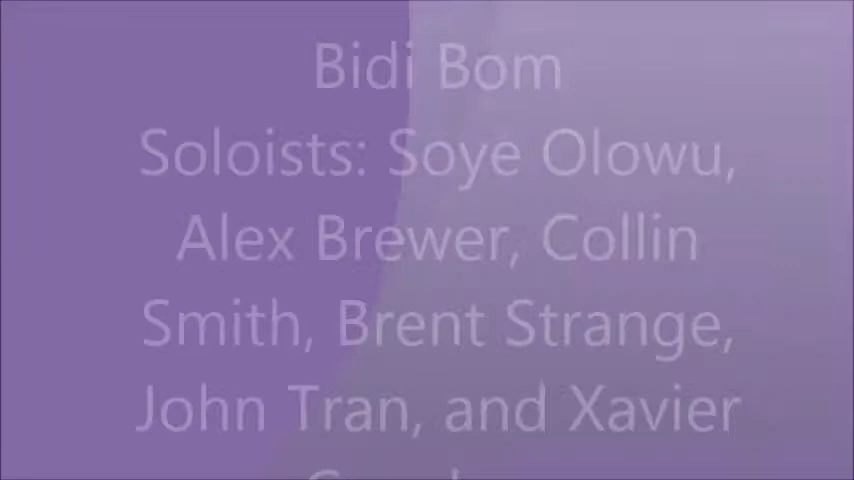 Bidi Bom
Soloists: Soye Olowu,
Alex Brewer, Collin
Smith, Brent Strange,
John Tran, and Xavier